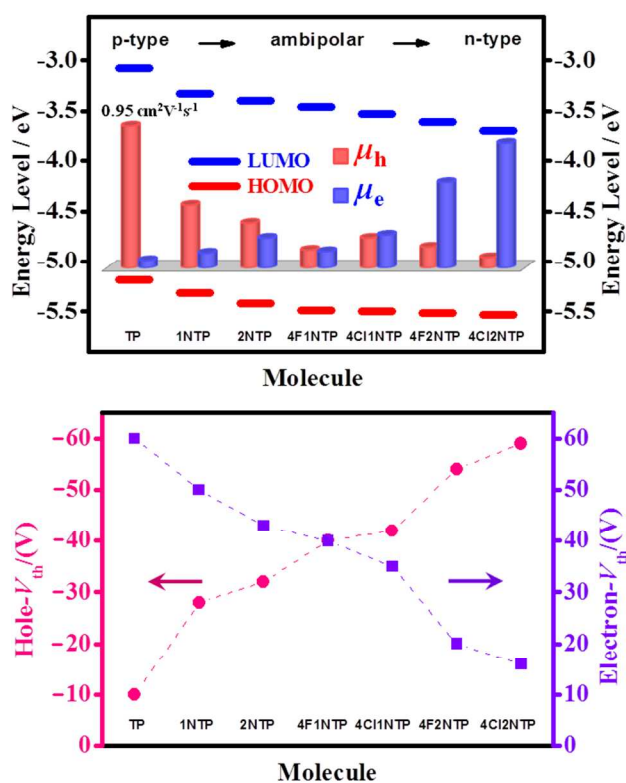 p-type → ambipolar → n-type
Energy Level / eV
-3.0
-3.5
-4.0
-4.5
-5.0
-5.5
0.95 cm²V⁻¹s⁻¹
LUMO
HOMO
μh
μe
-3.0
-3.5
-4.0
-4.5
-5.0
-5.5
Energy Level / eV
TP 1NTP 2NTP 4F1NTP 4Cl1NTP 4F2NTP 4Cl2NTP
Molecule
Hole-Vth/(V)
-60
-50
-40
-30
-20
-10
0
60
50
40
30
20
10
0
Electron-Vth/(V)
TP 1NTP 2NTP 4F1NTP 4Cl1NTP 4F2NTP 4Cl2NTP
Molecule